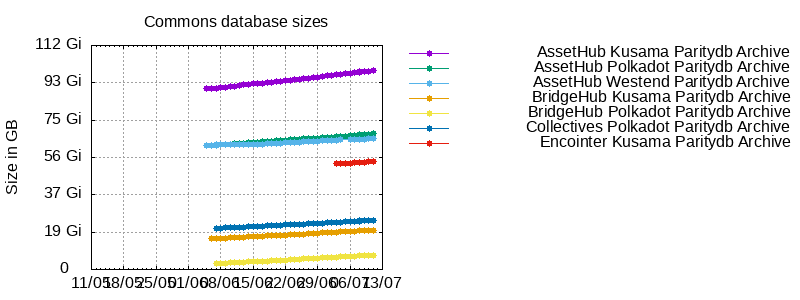 Commons database sizes
112 Gi
93 Gi
75 Gi
56 Gi
37 Gi
19 Gi
0
Size in GB
11/05 18/05 25/05 01/06 08/06 15/06 22/06 29/06 06/07 13/07
AssetHub Kusama Paritydb Archive
AssetHub Polkadot Paritydb Archive
AssetHub Westend Paritydb Archive
BridgeHub Kusama Paritydb Archive
BridgeHub Polkadot Paritydb Archive
Collectives Polkadot Paritydb Archive
Encointer Kusama Paritydb Archive